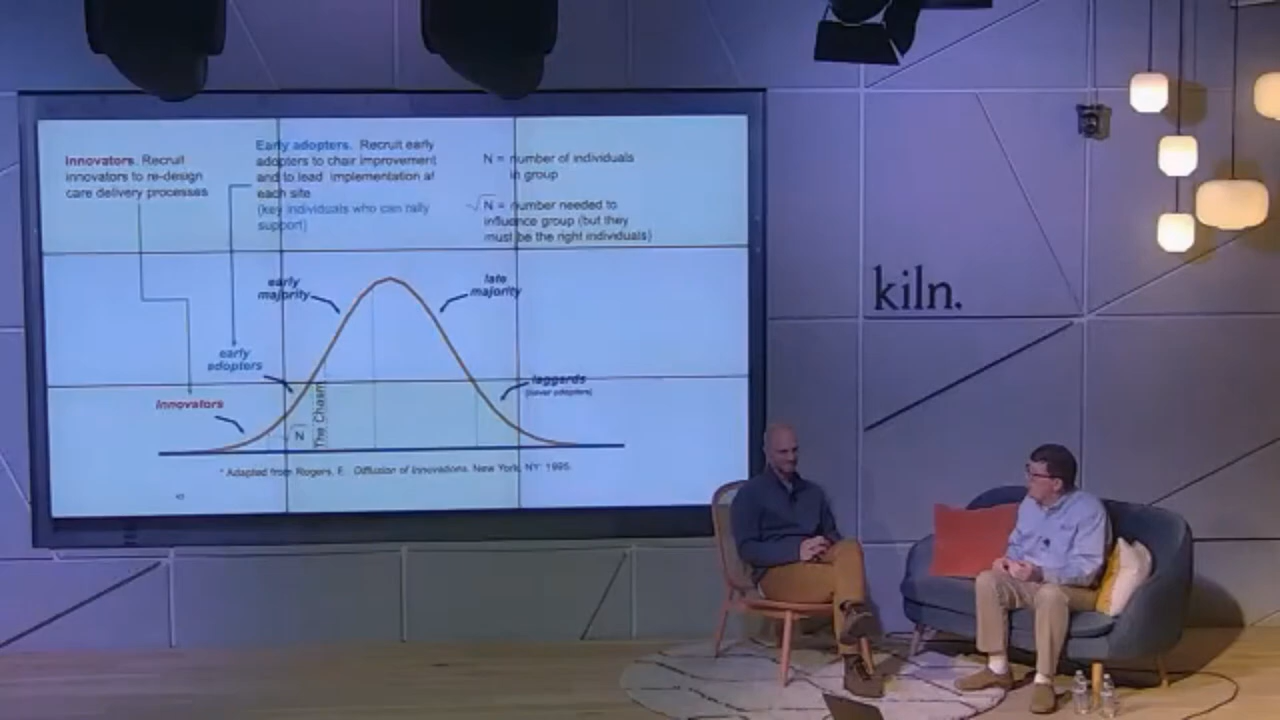 Innovators. Recruit
innovators to re-design
care delivery processes
Early adopters. Recruit early
adopters to chair improvement
and to lead implementation at
each site
(key individuals who can rally
support)
N = number of individuals
in group
√N = number needed to
influence group (but they
must be the right individuals)
early
majority
late
majority
early
adopters
innovators
laggards
(never adopters)
The Chasm
√N
* Adapted from Rogers, E. Diffusion of Innovations. New York, NY: 1995.
kiln.